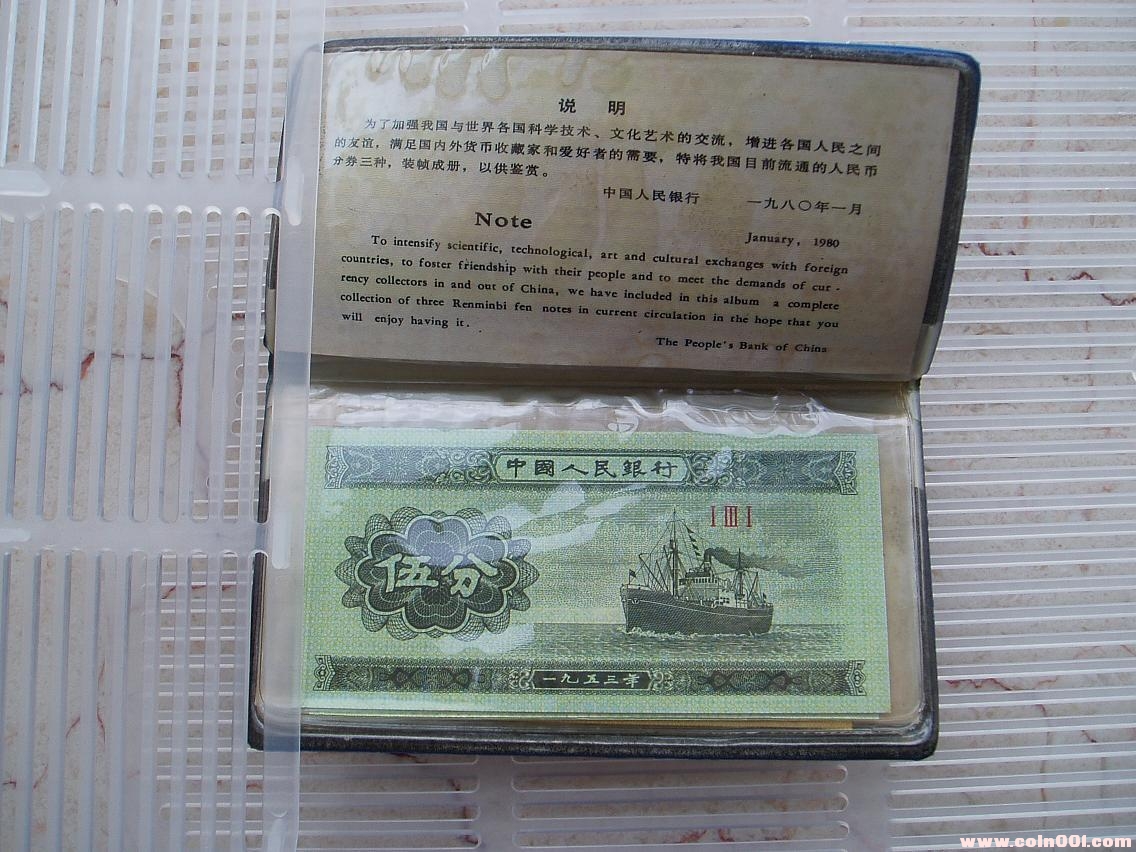 说 明
为了加强我国与世界各国科学技术、文化艺术的交流，增进各国人民之间
的友谊，满足国内外货币收藏家和爱好者的需要，特将我国目前流通的人民币
分券三种，装帧成册，以供鉴赏。
中国人民银行 一九八〇年一月
Note
January, 1980
To intensify scientific, technological, art and cultural exchanges with foreign
countries, to foster friendship with their people and to meet the demands of cur-
rency collectors in and out of China, we have included in this album a complete
collection of three Renminbi fen notes in current circulation in the hope that you
will enjoy having it.
The People's Bank of China
中國人民銀行
I III I
伍分
一九五三年
www.coin001.com